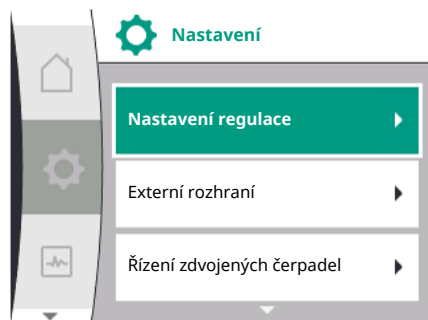 Nastavení
Nastavení regulace
Externí rozhraní
Řízení zdvojených čerpadel